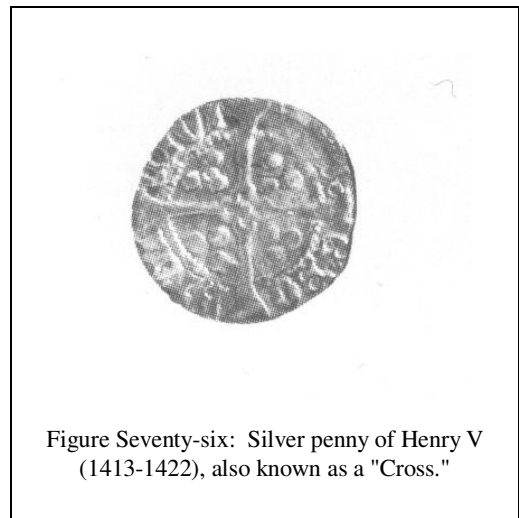 Figure Seventy-six:  Silver penny of Henry V
(1413-1422), also known as a "Cross."